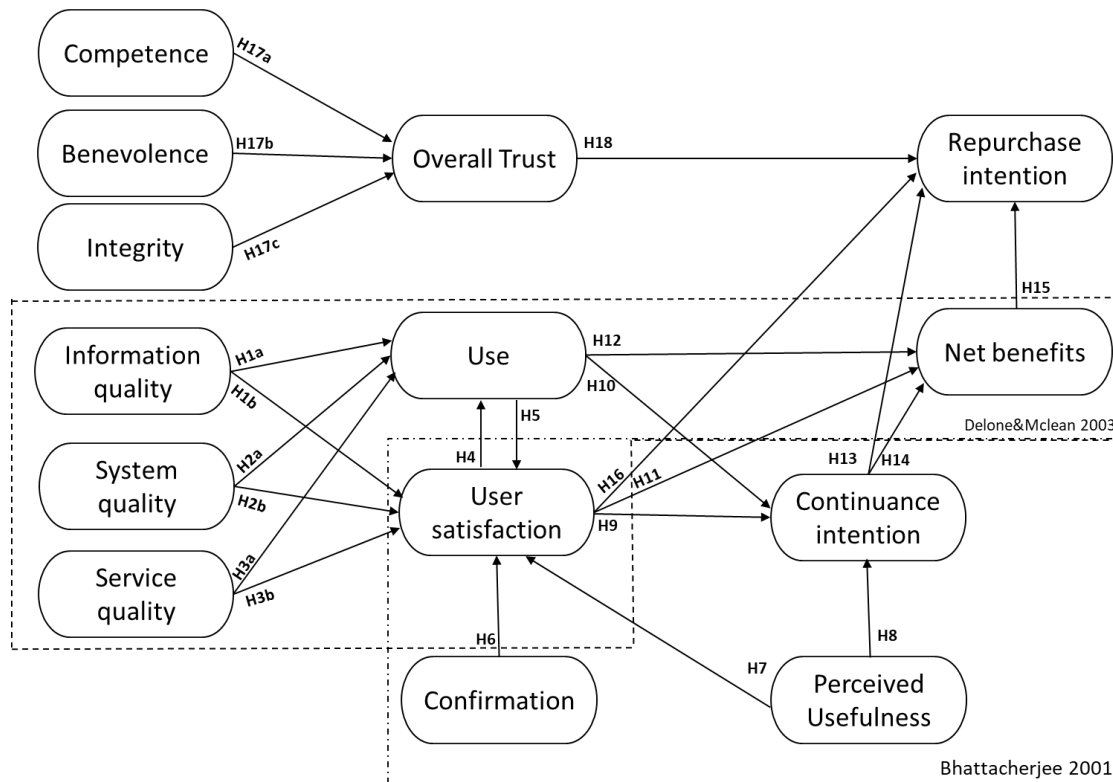 Competence
H17a
Benevolence
H17b
Integrity
H17c
Overall Trust
H18
Repurchase
intention
H15
Information
quality
H1a
H1b
Use
H12
H10
Net benefits
Delone&Mclean 2003
H5
H4
System
quality
H2a
H2b
User
satisfaction
H16
H11
H9
H13
H14
Continuance
intention
Service
quality
H3a
H3b
H6
Confirmation
H7
H8
Perceived
Usefulness
Bhattacherjee 2001